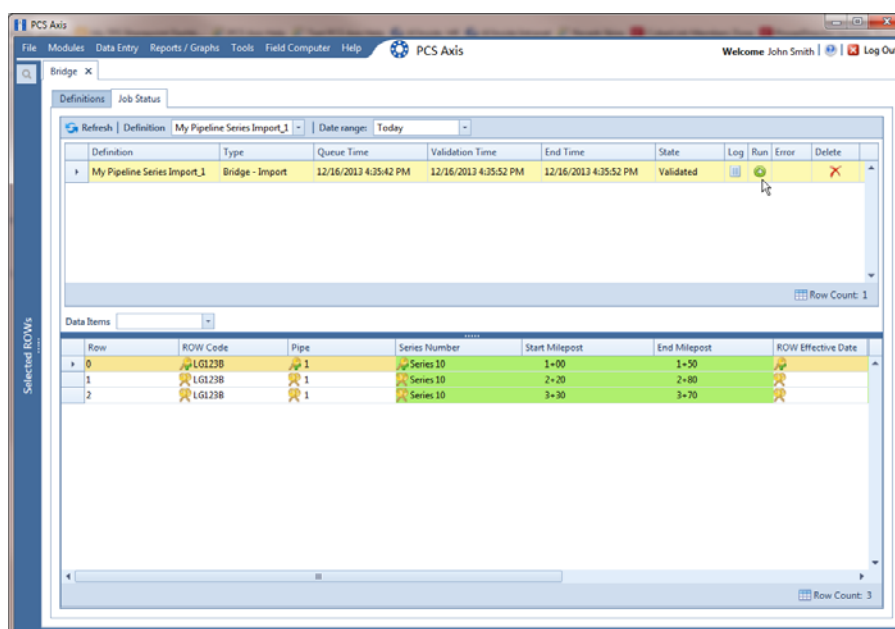 PCS Axis
File Modules Data Entry Reports / Graphs Tools Field Computer Help PCS Axis Welcome John Smith Log Ou
Bridge X
Definitions Job Status
Refresh Definition My Pipeline Series Import_1 Date range: Today
Definition Type Queue Time Validation Time End Time State Log Run Error Delete
My Pipeline Series Import_1 Bridge - Import 12/16/2013 4:35:42 PM 12/16/2013 4:35:52 PM 12/16/2013 4:35:52 PM Validated
Row Count: 1
Selected ROWs
Data Items
Row ROW Code Pipe Series Number Start Milepost End Milepost ROW Effective Date
0 LG123B 1 Series 10 1+00 1+50
1 LG123B 1 Series 10 2+20 2+80
2 LG123B 1 Series 10 3+30 3+70
Row Count: 3